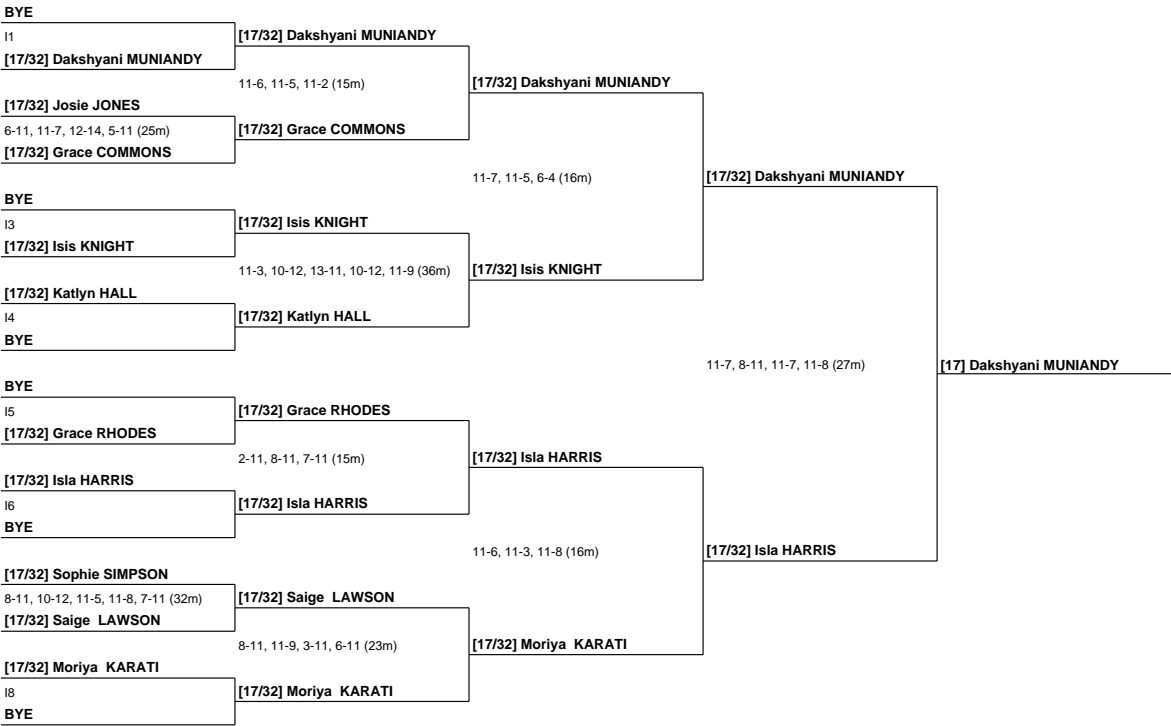 BYE
I1
[17/32] Dakshyani MUNIANDY
[17/32] Josie JONES
6-11, 11-7, 12-14, 5-11 (25m)
[17/32] Grace COMMONS
BYE
I3
[17/32] Isis KNIGHT
[17/32] Katlyn HALL
I4
BYE
BYE
I5
[17/32] Grace RHODES
[17/32] Isla HARRIS
I6
BYE
[17/32] Sophie SIMPSON
8-11, 10-12, 11-5, 11-8, 7-11 (32m)
[17/32] Saige  LAWSON
[17/32] Moriya  KARATI
I8
BYE
[17/32] Dakshyani MUNIANDY
11-6, 11-5, 11-2 (15m)
[17/32] Grace COMMONS
[17/32] Isis KNIGHT
11-3, 10-12, 13-11, 10-12, 11-9 (36m)
[17/32] Katlyn HALL
[17/32] Grace RHODES
2-11, 8-11, 7-11 (15m)
[17/32] Isla HARRIS
[17/32] Saige  LAWSON
8-11, 11-9, 3-11, 6-11 (23m)
[17/32] Moriya  KARATI
[17/32] Dakshyani MUNIANDY
11-7, 11-5, 6-4 (16m)
[17/32] Isis KNIGHT
[17/32] Isla HARRIS
11-6, 11-3, 11-8 (16m)
[17/32] Moriya  KARATI
[17/32] Dakshyani MUNIANDY
11-7, 8-11, 11-7, 11-8 (27m)
[17/32] Isla HARRIS
[17] Dakshyani MUNIANDY